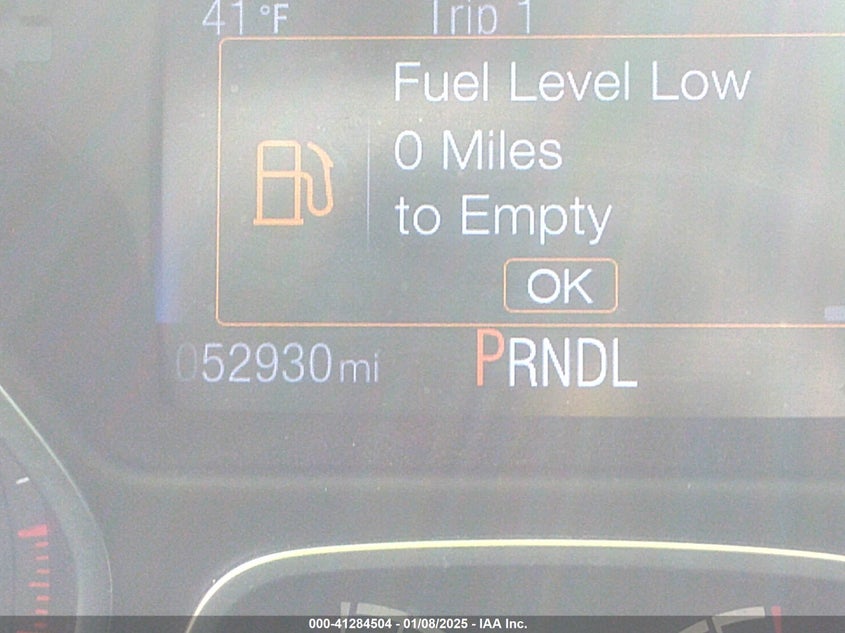 41°F Trip 1
Fuel Level Low
0 Miles
to Empty
OK
052930 mi PRNDL
000-41284504 - 01/08/2025 - IAA Inc.